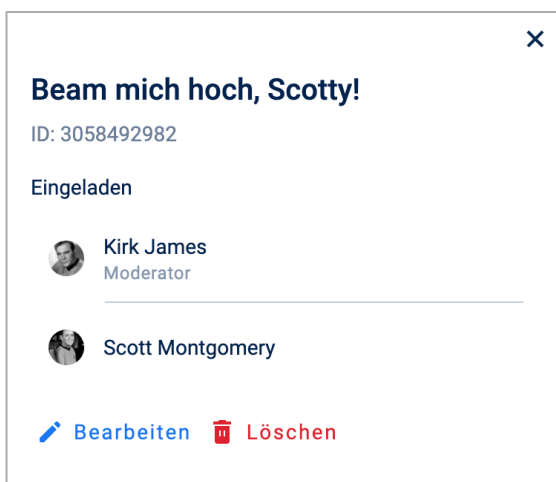 Beam mich hoch, Scotty!
ID: 3058492982
Eingeladen
Kirk James
Moderator
Scott Montgomery
Bearbeiten Löschen